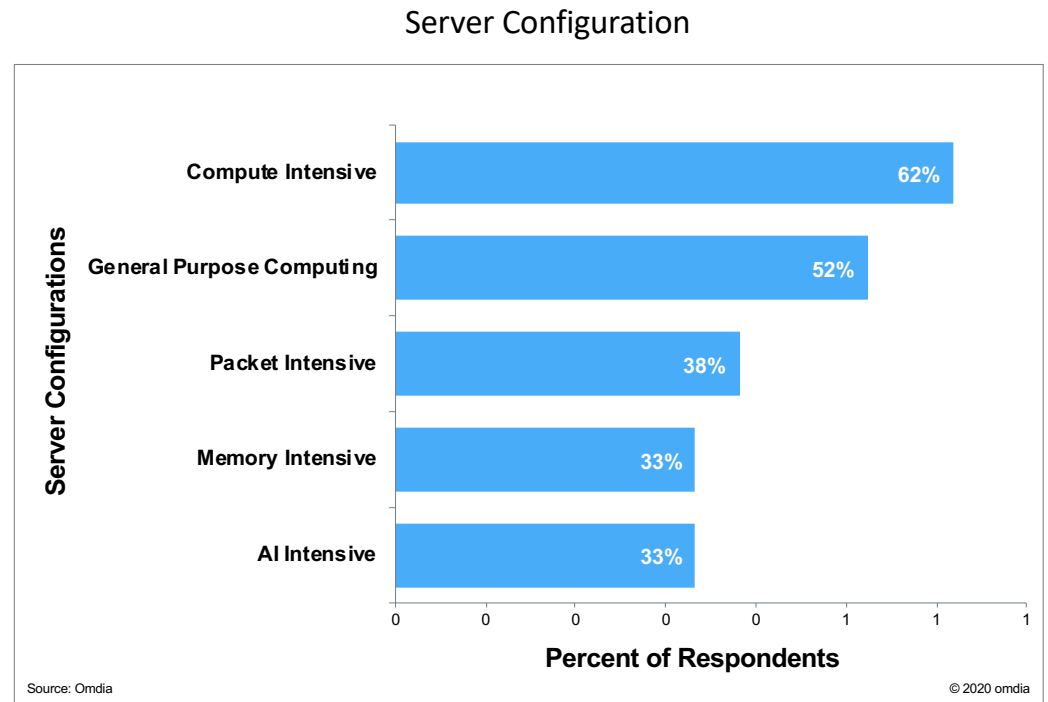 Server Configuration
Server Configurations
Compute Intensive
62%
General Purpose Computing
52%
Packet Intensive
38%
Memory Intensive
33%
AI Intensive
33%
0 0 0 0 0 1 1 1
Percent of Respondents
Source: Omdia
© 2020 omdia